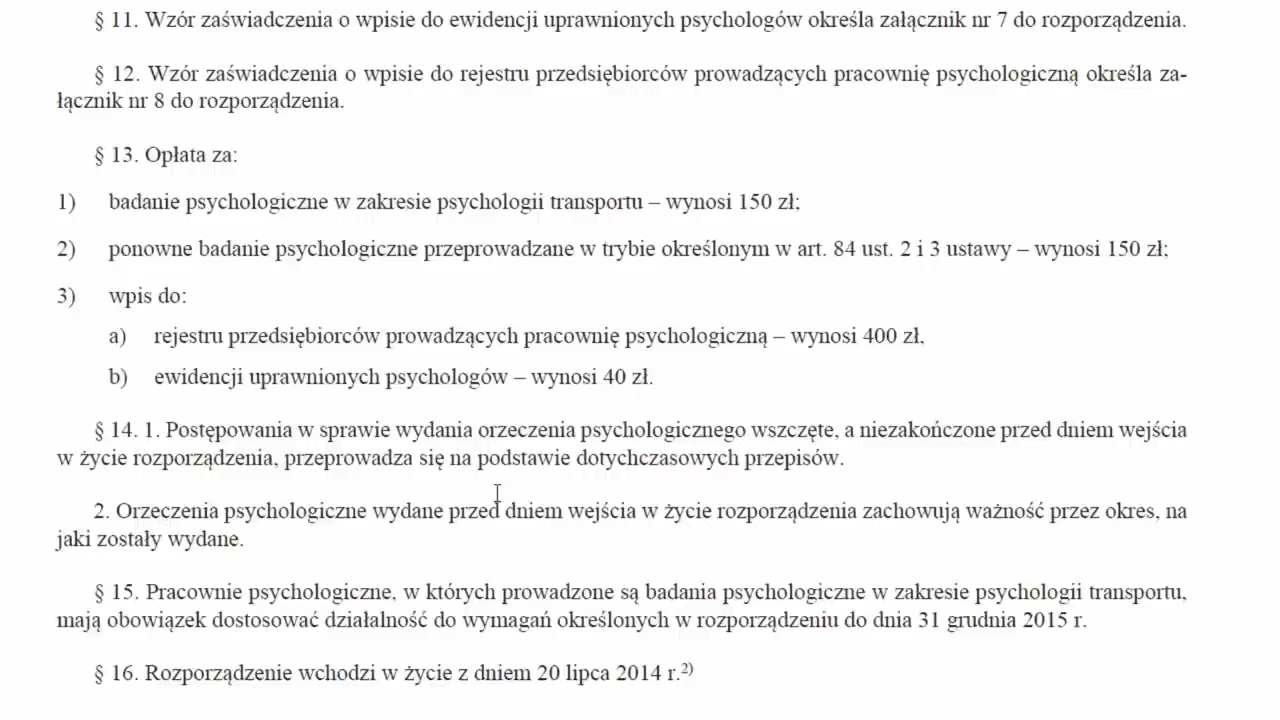 § 11. Wzór zaświadczenia o wpisie do ewidencji uprawnionych psychologów określa załącznik nr 7 do rozporządzenia.
§ 12. Wzór zaświadczenia o wpisie do rejestru przedsiębiorców prowadzących pracownię psychologiczną określa za-
łącznik nr 8 do rozporządzenia.
§ 13. Opłata za:
1) badanie psychologiczne w zakresie psychologii transportu – wynosi 150 zł;
2) ponowne badanie psychologiczne przeprowadzane w trybie określonym w art. 84 ust. 2 i 3 ustawy – wynosi 150 zł;
3) wpis do:
a) rejestru przedsiębiorców prowadzących pracownię psychologiczną – wynosi 400 zł,
b) ewidencji uprawnionych psychologów – wynosi 40 zł.
§ 14. 1. Postępowania w sprawie wydania orzeczenia psychologicznego wszczęte, a niezakończone przed dniem wejścia
w życie rozporządzenia, przeprowadza się na podstawie dotychczasowych przepisów.
2. Orzeczenia psychologiczne wydane przed dniem wejścia w życie rozporządzenia zachowują ważność przez okres, na
jaki zostały wydane.
§ 15. Pracownie psychologiczne, w których prowadzone są badania psychologiczne w zakresie psychologii transportu,
mają obowiązek dostosować działalność do wymagań określonych w rozporządzeniu do dnia 31 grudnia 2015 r.
§ 16. Rozporządzenie wchodzi w życie z dniem 20 lipca 2014 r.2)